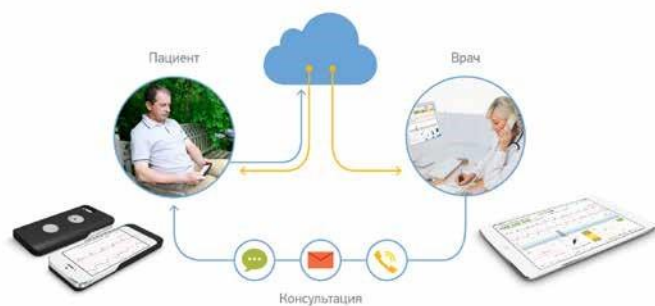 Пациент
Врач
Консультация